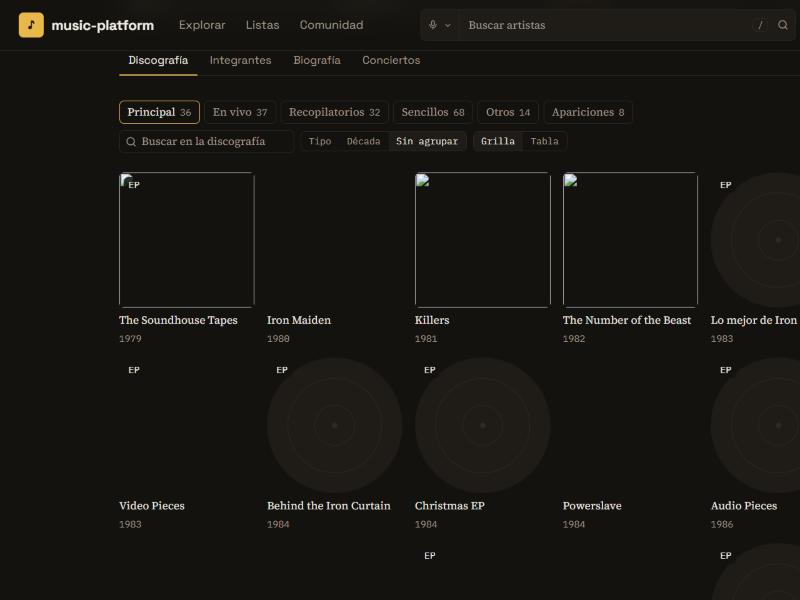 music-platform Explorar Listas Comunidad Buscar artistas /
Discografía Integrantes Biografía Conciertos
Principal 36 En vivo 37 Recopilatorios 32 Sencillos 68 Otros 14 Apariciones 8
Buscar en la discografía Tipo Década Sin agrupar Grilla Tabla
EP EP
The Soundhouse Tapes Iron Maiden Killers The Number of the Beast Lo mejor de Iron
1979 1980 1981 1982 1983
EP EP EP EP
Video Pieces Behind the Iron Curtain Christmas EP Powerslave Audio Pieces
1983 1984 1984 1984 1986
EP EP